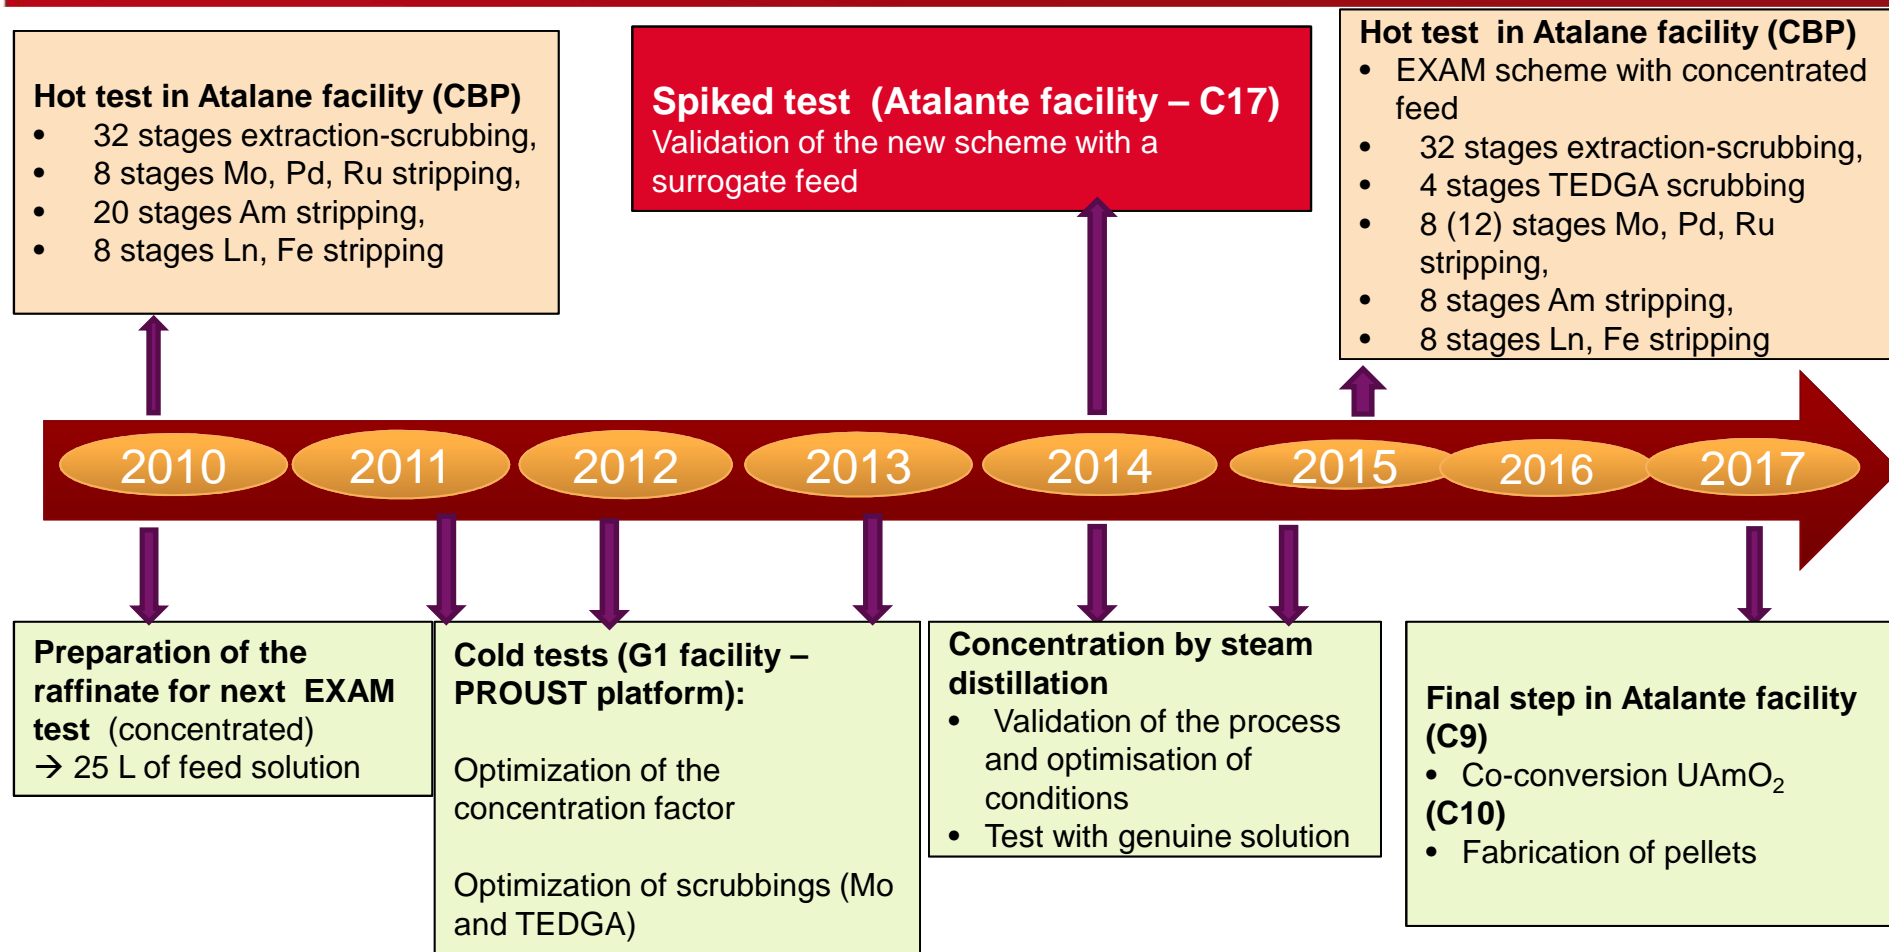 Hot test in Atalane facility (CBP)
• 32 stages extraction-scrubbing,
• 8 stages Mo, Pd, Ru stripping,
• 20 stages Am stripping,
• 8 stages Ln, Fe stripping
Spiked test (Atalante facility – C17)
Validation of the new scheme with a
surrogate feed
Hot test in Atalane facility (CBP)
• EXAM scheme with concentrated
feed
• 32 stages extraction-scrubbing,
• 4 stages TEDGA scrubbing
• 8 (12) stages Mo, Pd, Ru
stripping,
• 8 stages Am stripping,
• 8 stages Ln, Fe stripping
2010
2011
2012
2013
2014
2015
2016
2017
Preparation of the
raffinate for next EXAM
test (concentrated)
→ 25 L of feed solution
Cold tests (G1 facility –
PROUST platform):
Optimization of the
concentration factor
Optimization of scrubbings (Mo
and TEDGA)
Concentration by steam
distillation
• Validation of the process
and optimisation of
conditions
• Test with genuine solution
Final step in Atalante facility
(C9)
• Co-conversion UAmO₂
(C10)
• Fabrication of pellets